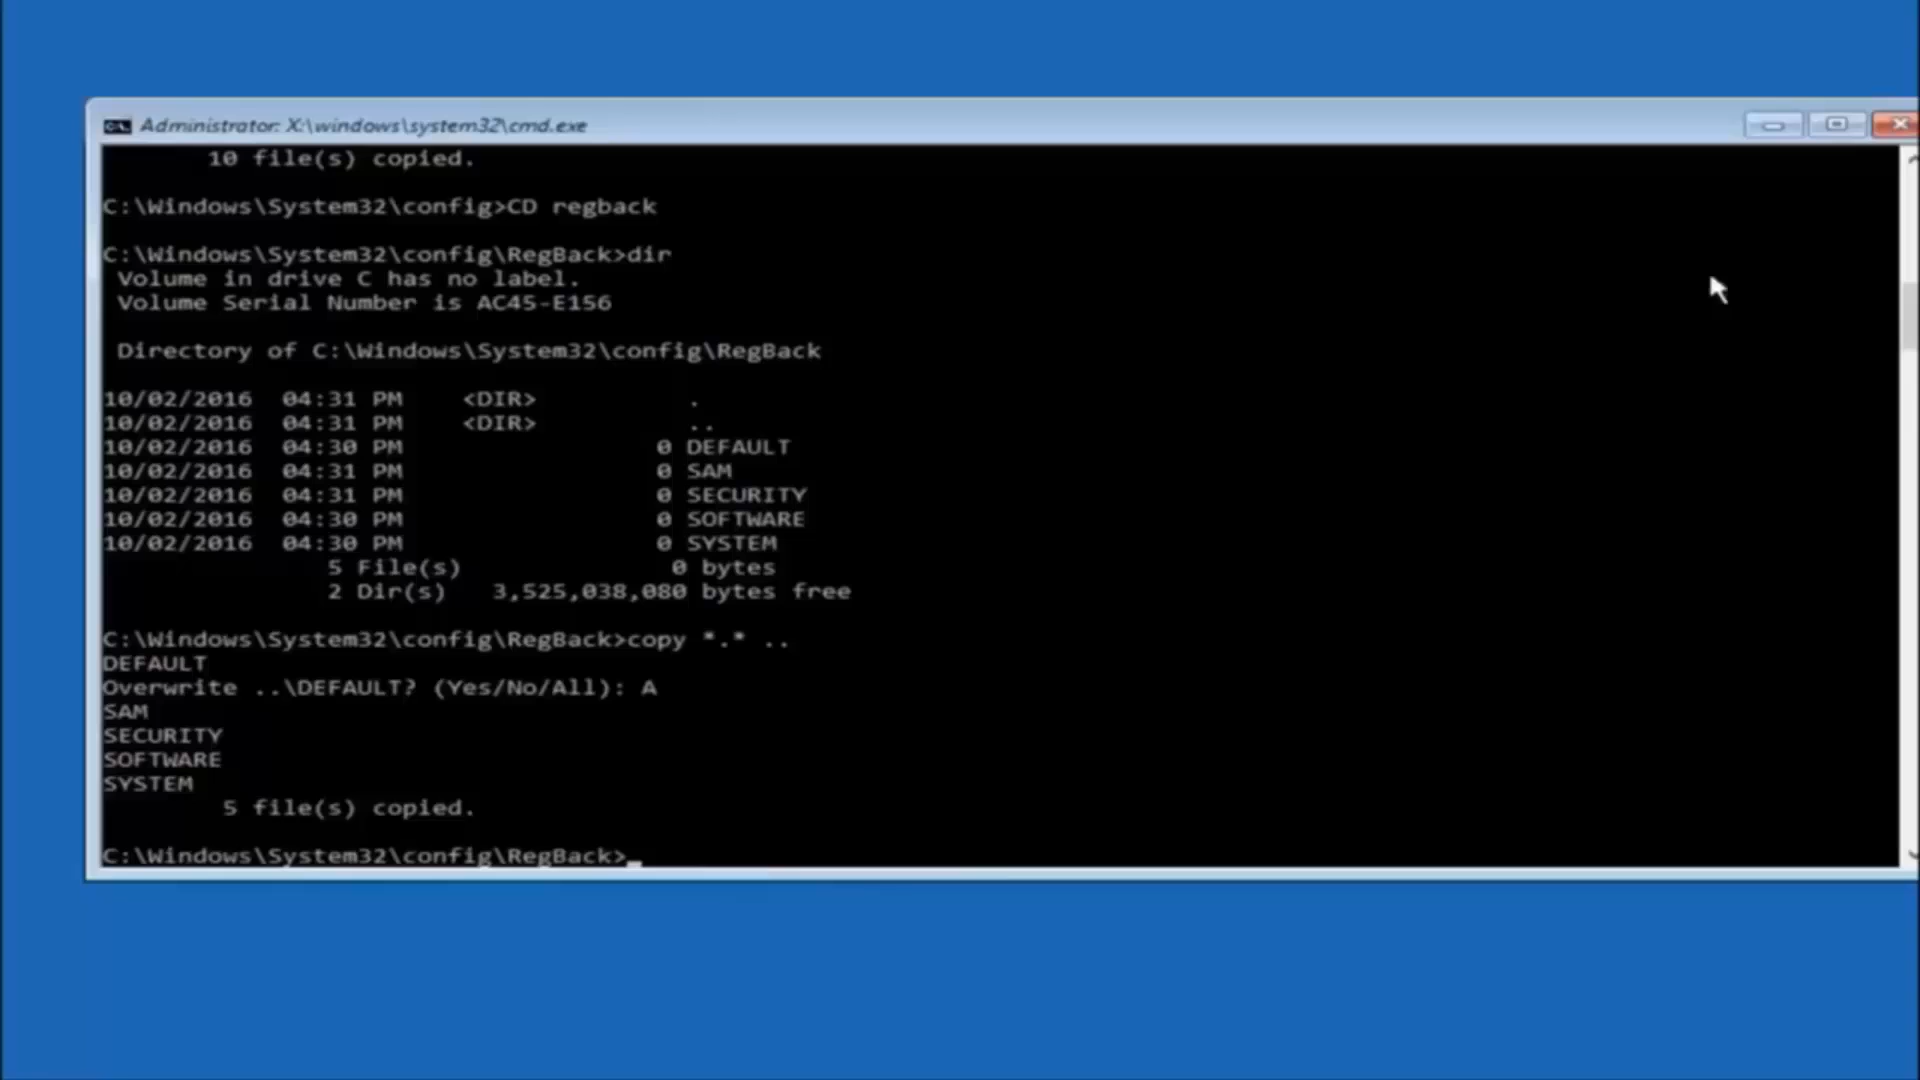 Administrator: X:\windows\system32\cmd.exe
10 file(s) copied.
C:\Windows\System32\config>CD regback
C:\Windows\System32\config\RegBack>dir
Volume in drive C has no label.
Volume Serial Number is AC45-E156
Directory of C:\Windows\System32\config\RegBack
10/02/2016 04:31 PM <DIR> .
10/02/2016 04:31 PM <DIR> ..
10/02/2016 04:30 PM 0 DEFAULT
10/02/2016 04:31 PM 0 SAM
10/02/2016 04:31 PM 0 SECURITY
10/02/2016 04:30 PM 0 SOFTWARE
10/02/2016 04:30 PM 0 SYSTEM
5 File(s) 0 bytes
2 Dir(s) 3,525,038,080 bytes free
C:\Windows\System32\config\RegBack>copy *.* ..
DEFAULT
Overwrite ..\DEFAULT? (Yes/No/All): A
SAM
SECURITY
SOFTWARE
SYSTEM
5 file(s) copied.
C:\Windows\System32\config\RegBack>_